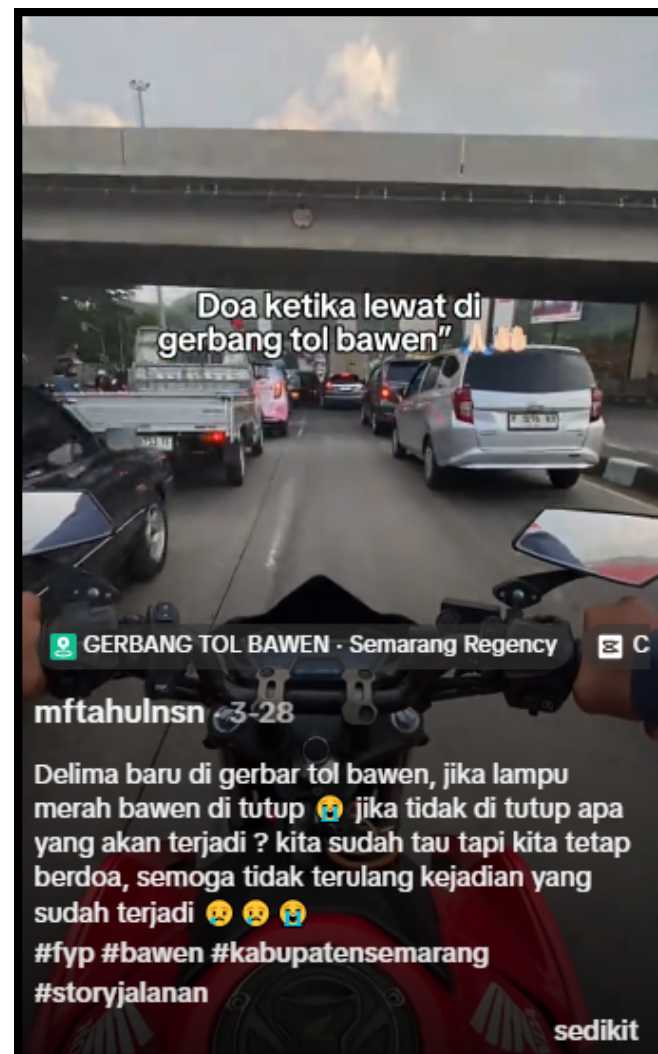 Doa ketika lewat di
gerbang tol bawen"
GERBANG TOL BAWEN · Semarang Regency
C
mftahulnsn · 3-28
Delima baru di gerbar tol bawen, jika lampu
merah bawen di tutup 😭 jika tidak di tutup apa
yang akan terjadi ? kita sudah tau tapi kita tetap
berdoa, semoga tidak terulang kejadian yang
sudah terjadi 😢 😢 😭
#fyp #bawen #kabupatensemarang
#storyjalanan
sedikit